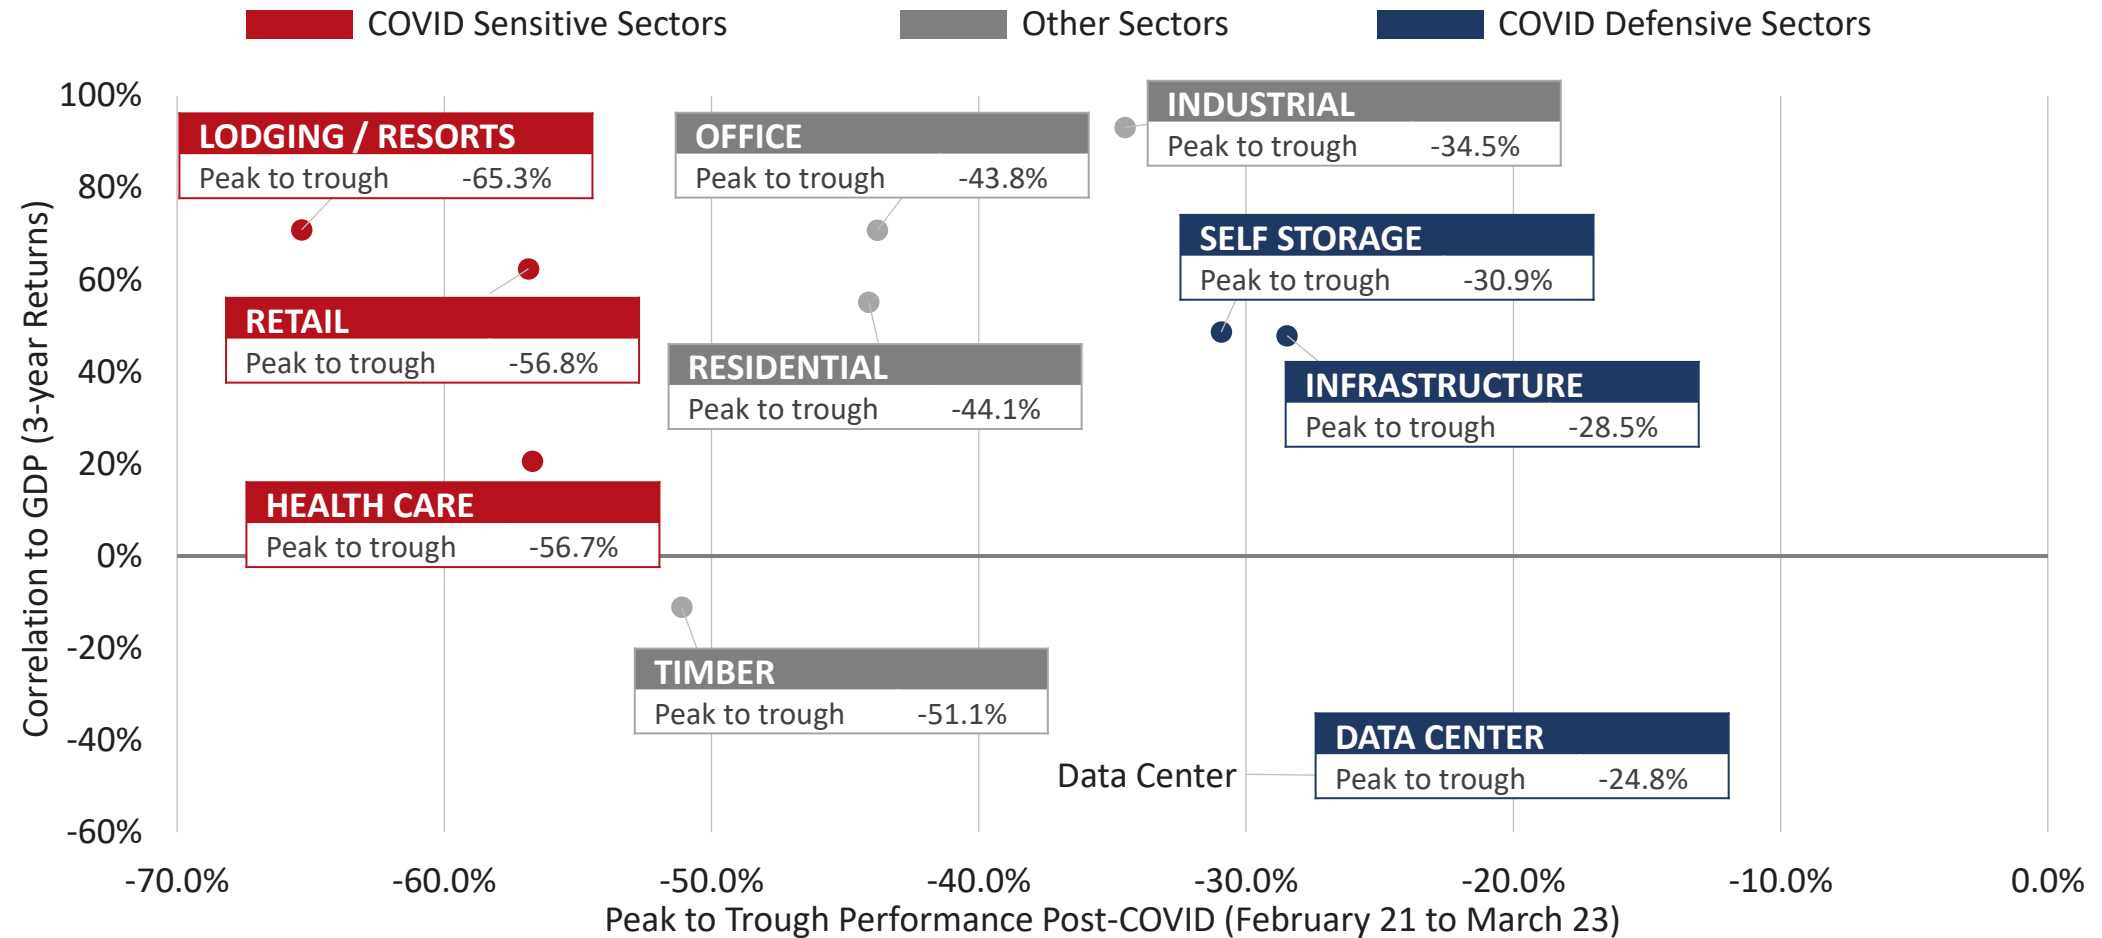 COVID Sensitive Sectors
Other Sectors
COVID Defensive Sectors
Correlation to GDP (3-year Returns)
100%
80%
60%
40%
20%
0%
-20%
-40%
-60%
LODGING / RESORTS
Peak to trough -65.3%
OFFICE
Peak to trough -43.8%
INDUSTRIAL
Peak to trough -34.5%
SELF STORAGE
Peak to trough -30.9%
RETAIL
Peak to trough -56.8%
RESIDENTIAL
Peak to trough -44.1%
INFRASTRUCTURE
Peak to trough -28.5%
HEALTH CARE
Peak to trough -56.7%
TIMBER
Peak to trough -51.1%
Data Center
DATA CENTER
Peak to trough -24.8%
-70.0%
-60.0%
-50.0%
-40.0%
-30.0%
-20.0%
-10.0%
0.0%
Peak to Trough Performance Post-COVID (February 21 to March 23)